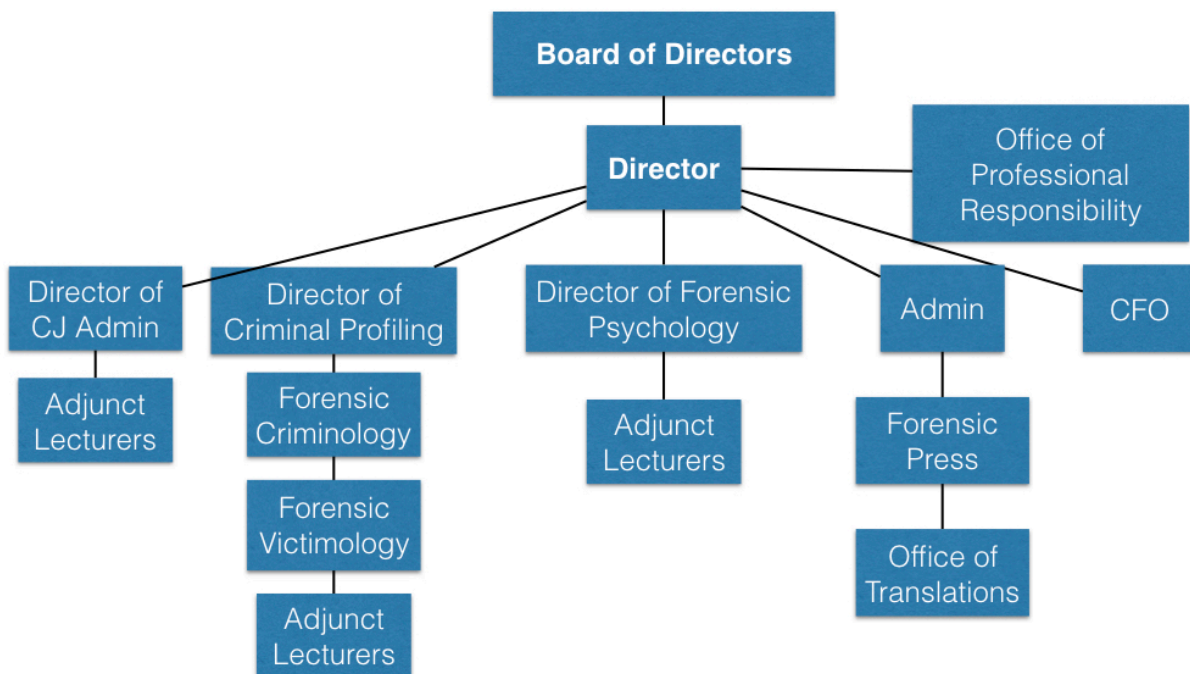 Board of Directors
Director
Office of
Professional
Responsibility
Director of
CJ Admin
Director of
Criminal Profiling
Director of Forensic
Psychology
Admin
CFO
Adjunct
Lecturers
Forensic
Criminology
Adjunct
Lecturers
Forensic
Press
Forensic
Victimology
Office of
Translations
Adjunct
Lecturers